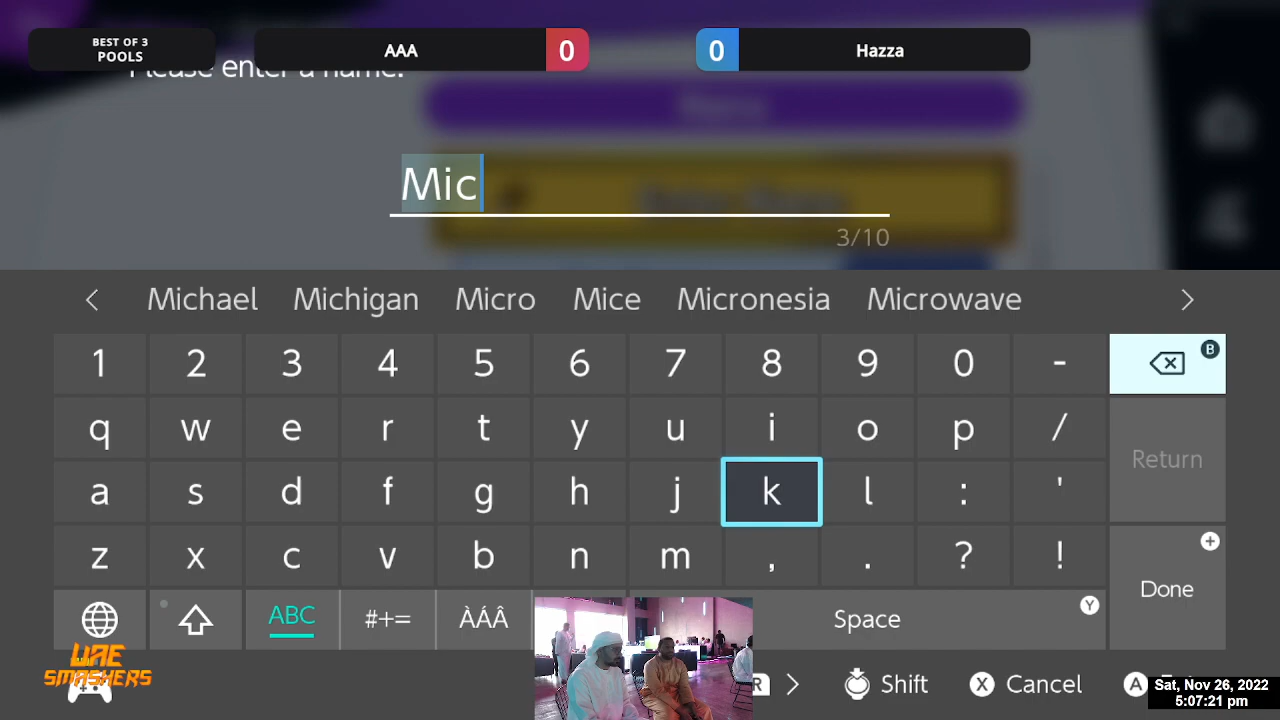 BEST OF 3
POOLS
AAA
0
0
Hazza
Please enter a name.
Mic
3/10
Michael Michigan Micro Mice Micronesia Microwave
1 2 3 4 5 6 7 8 9 0 - B
q w e r t y u i o p /
Return
a s d f g h j k l : '
z x c v b n m , . ? ! +
Done
ABC #+= ÀÁÂ Space Y
UAE
SMASHERS
R Shift X Cancel A
Sat, Nov 26, 2022
5:07:21 pm